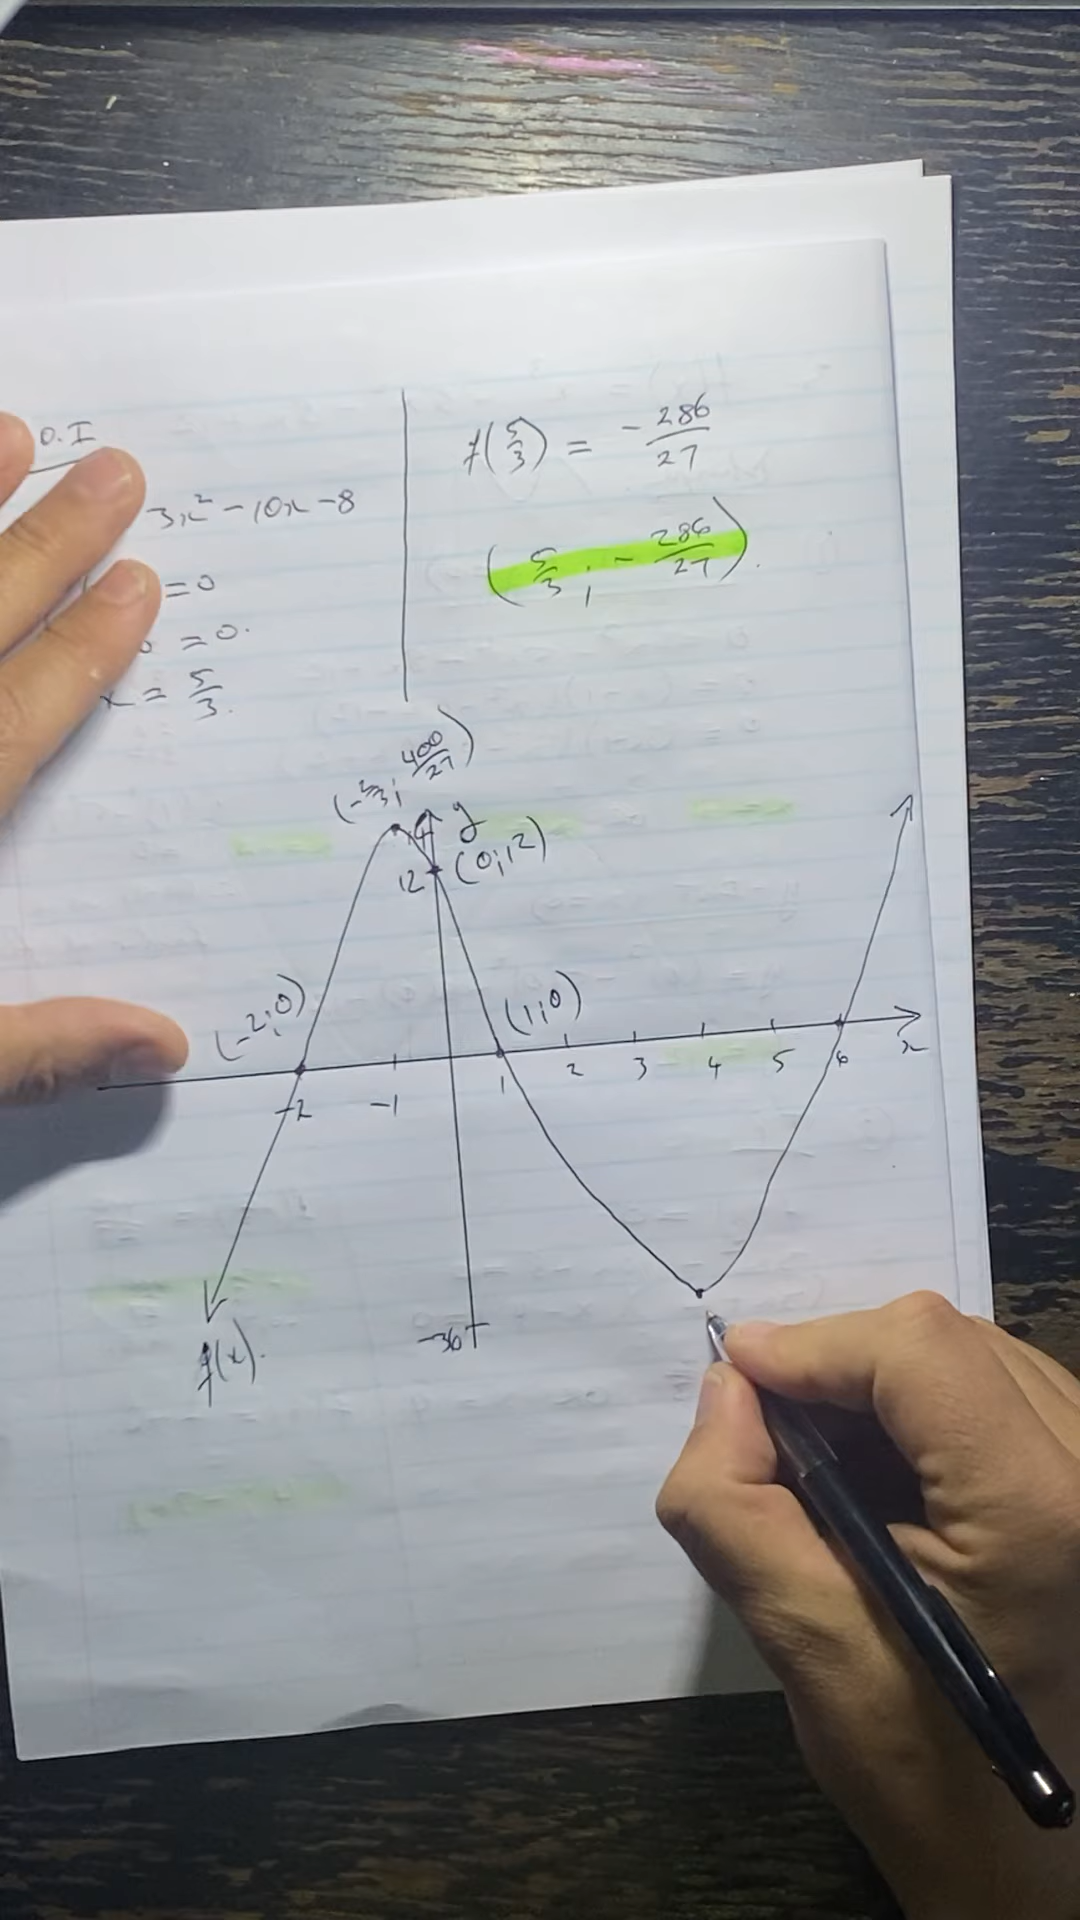 O.I
3x² - 10x - 8
= 0
= 0.
x = 5/3.
f(5/3) = - 286/27
(5/3 ; - 286/27).
(-2/3 ; 400/27)
y
12 (0;12)
(-2;0)
(1;0)
-2 -1 1 2 3 4 5 6 x
-36
f(x).